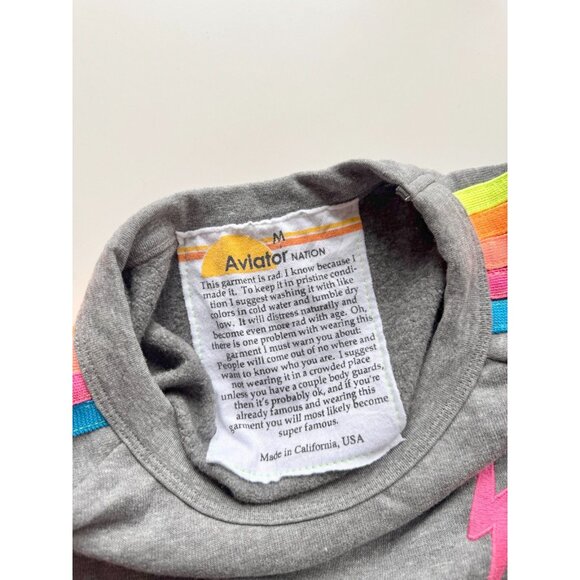 M
Aviator NATION
This garment is rad. I know because I
made it. To keep it in pristine condi-
tion I suggest washing it with like
colors in cold water and tumble dry
low. It will distress naturally and
become even more rad with age. Oh,
there is one problem with wearing this
garment I must warn you about:
People will come out of no where and
want to know who you are. I suggest
not wearing it in a crowded place
unless you have a couple body guards,
then it's probably ok, and if you're
already famous and wearing this
garment you will most likely become
super famous.
Made in California, USA